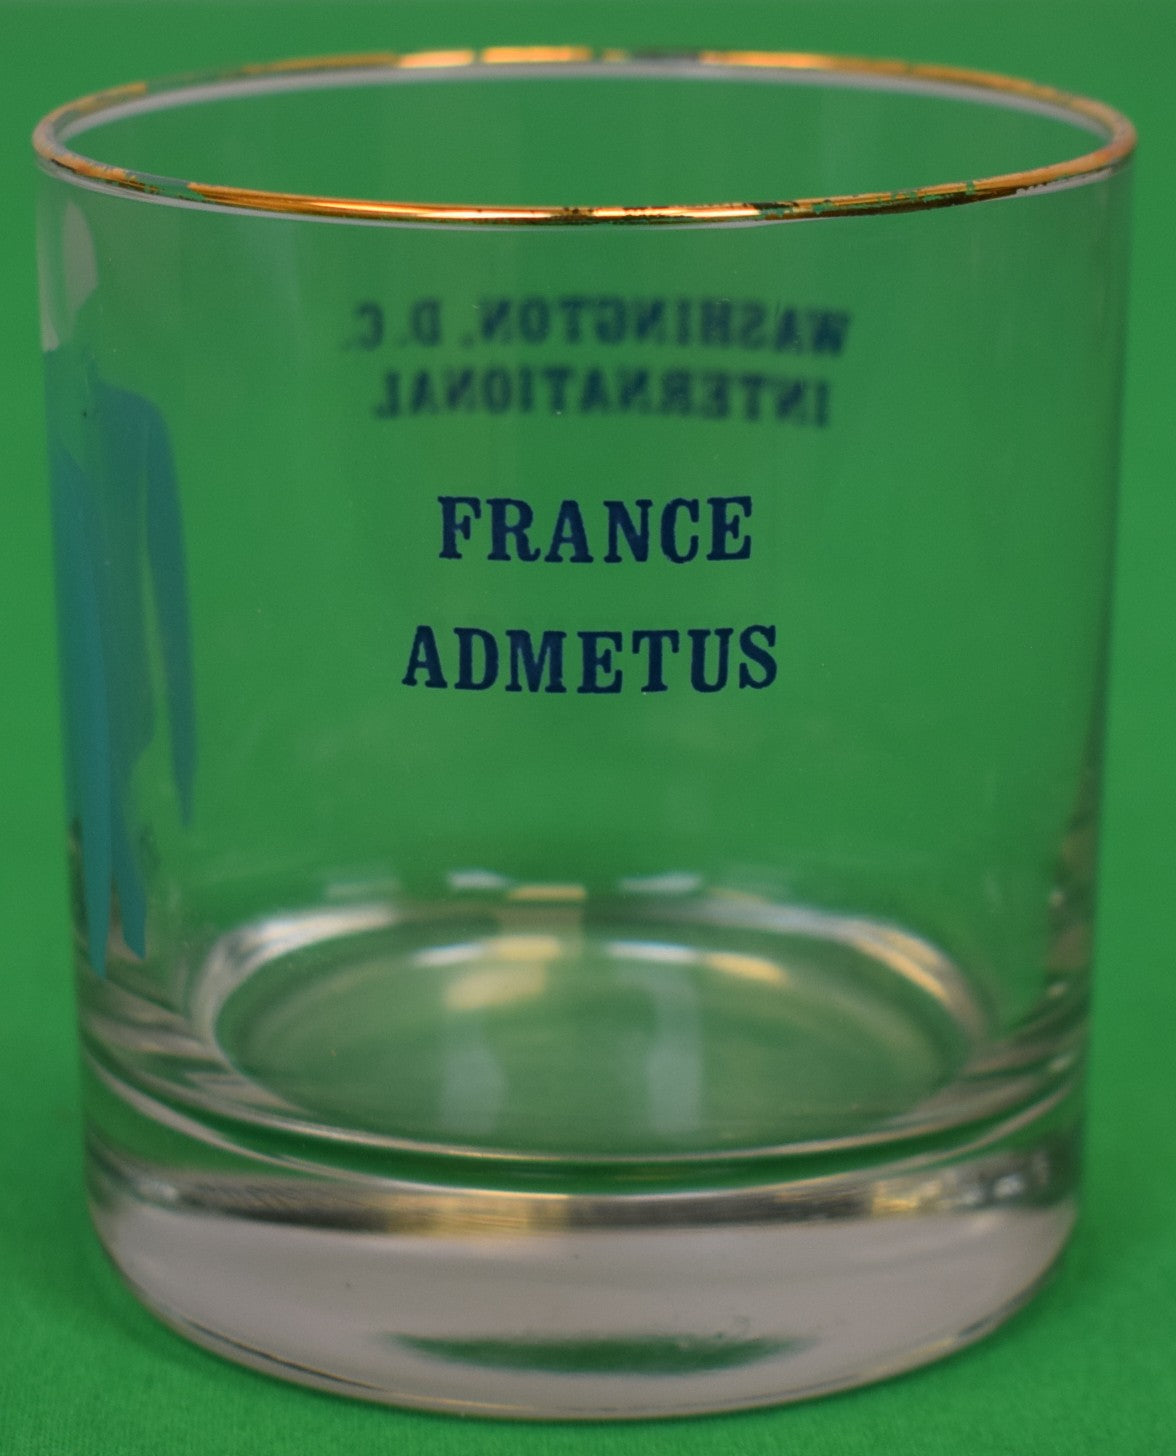 WASHINGTON, D.C.
INTERNATIONAL
FRANCE
ADMETUS